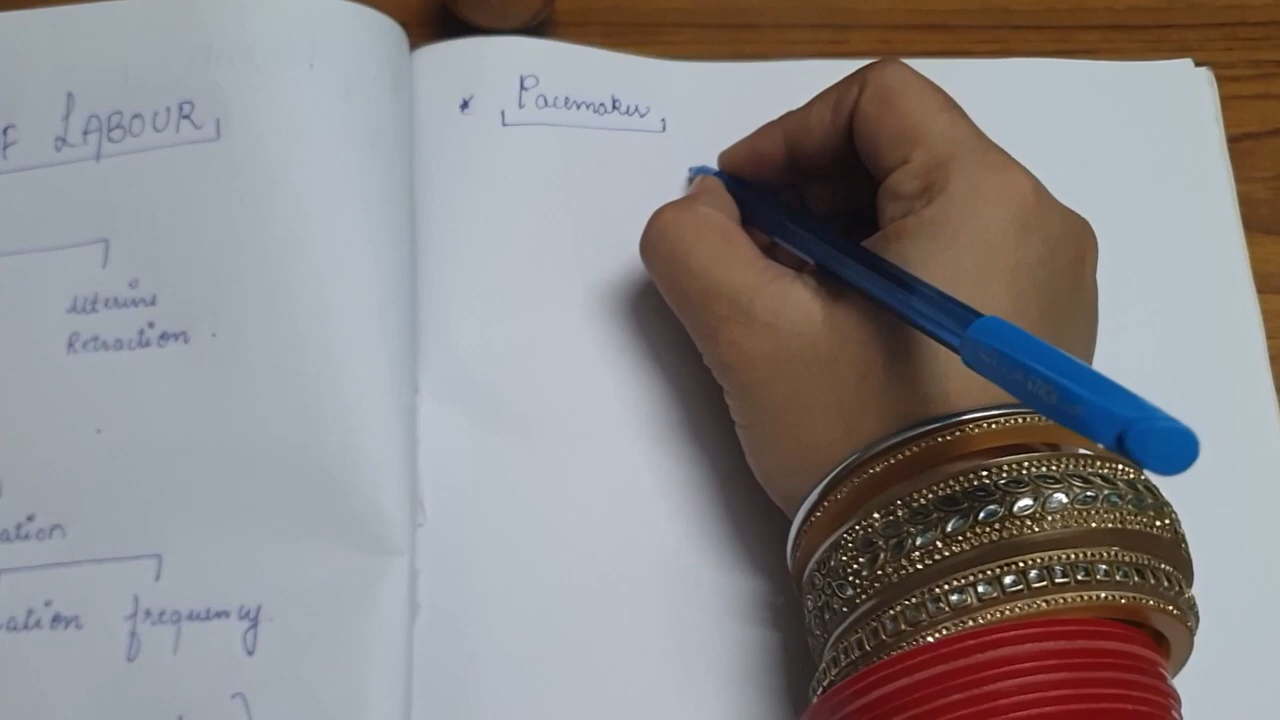 F LABOUR
Uterine
Retraction.
ation
ation frequency.
* Pacemaker